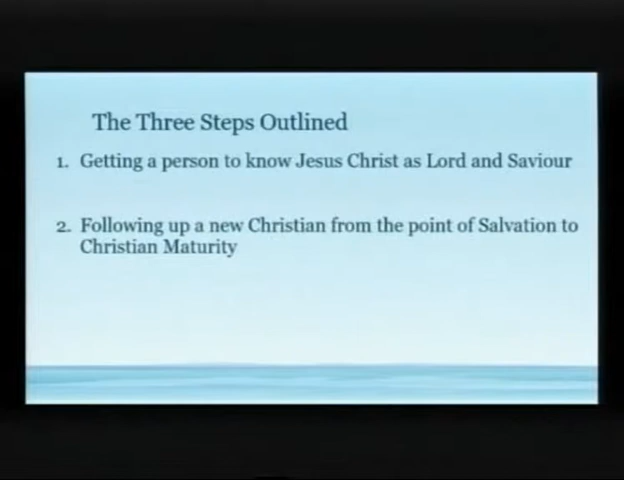 The Three Steps Outlined
1. Getting a person to know Jesus Christ as Lord and Saviour
2. Following up a new Christian from the point of Salvation to
Christian Maturity